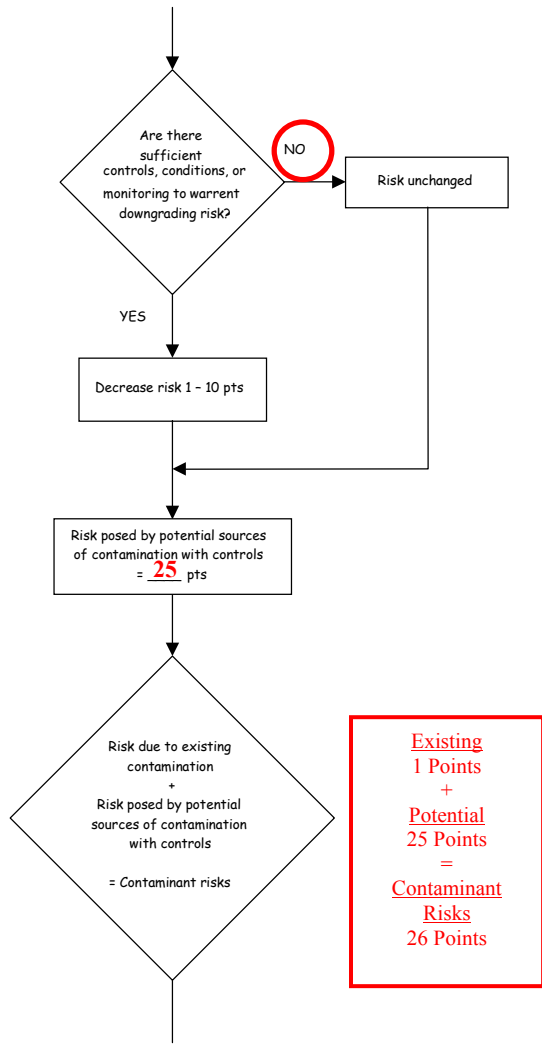 Are there
sufficient
controls, conditions, or
monitoring to warrent
downgrading risk?
NO
Risk unchanged
YES
Decrease risk 1 – 10 pts
Risk posed by potential sources
of contamination with controls
= 25 pts
Risk due to existing
contamination
+
Risk posed by potential
sources of contamination
with controls
= Contaminant risks
Existing
1 Points
+
Potential
25 Points
=
Contaminant
Risks
26 Points